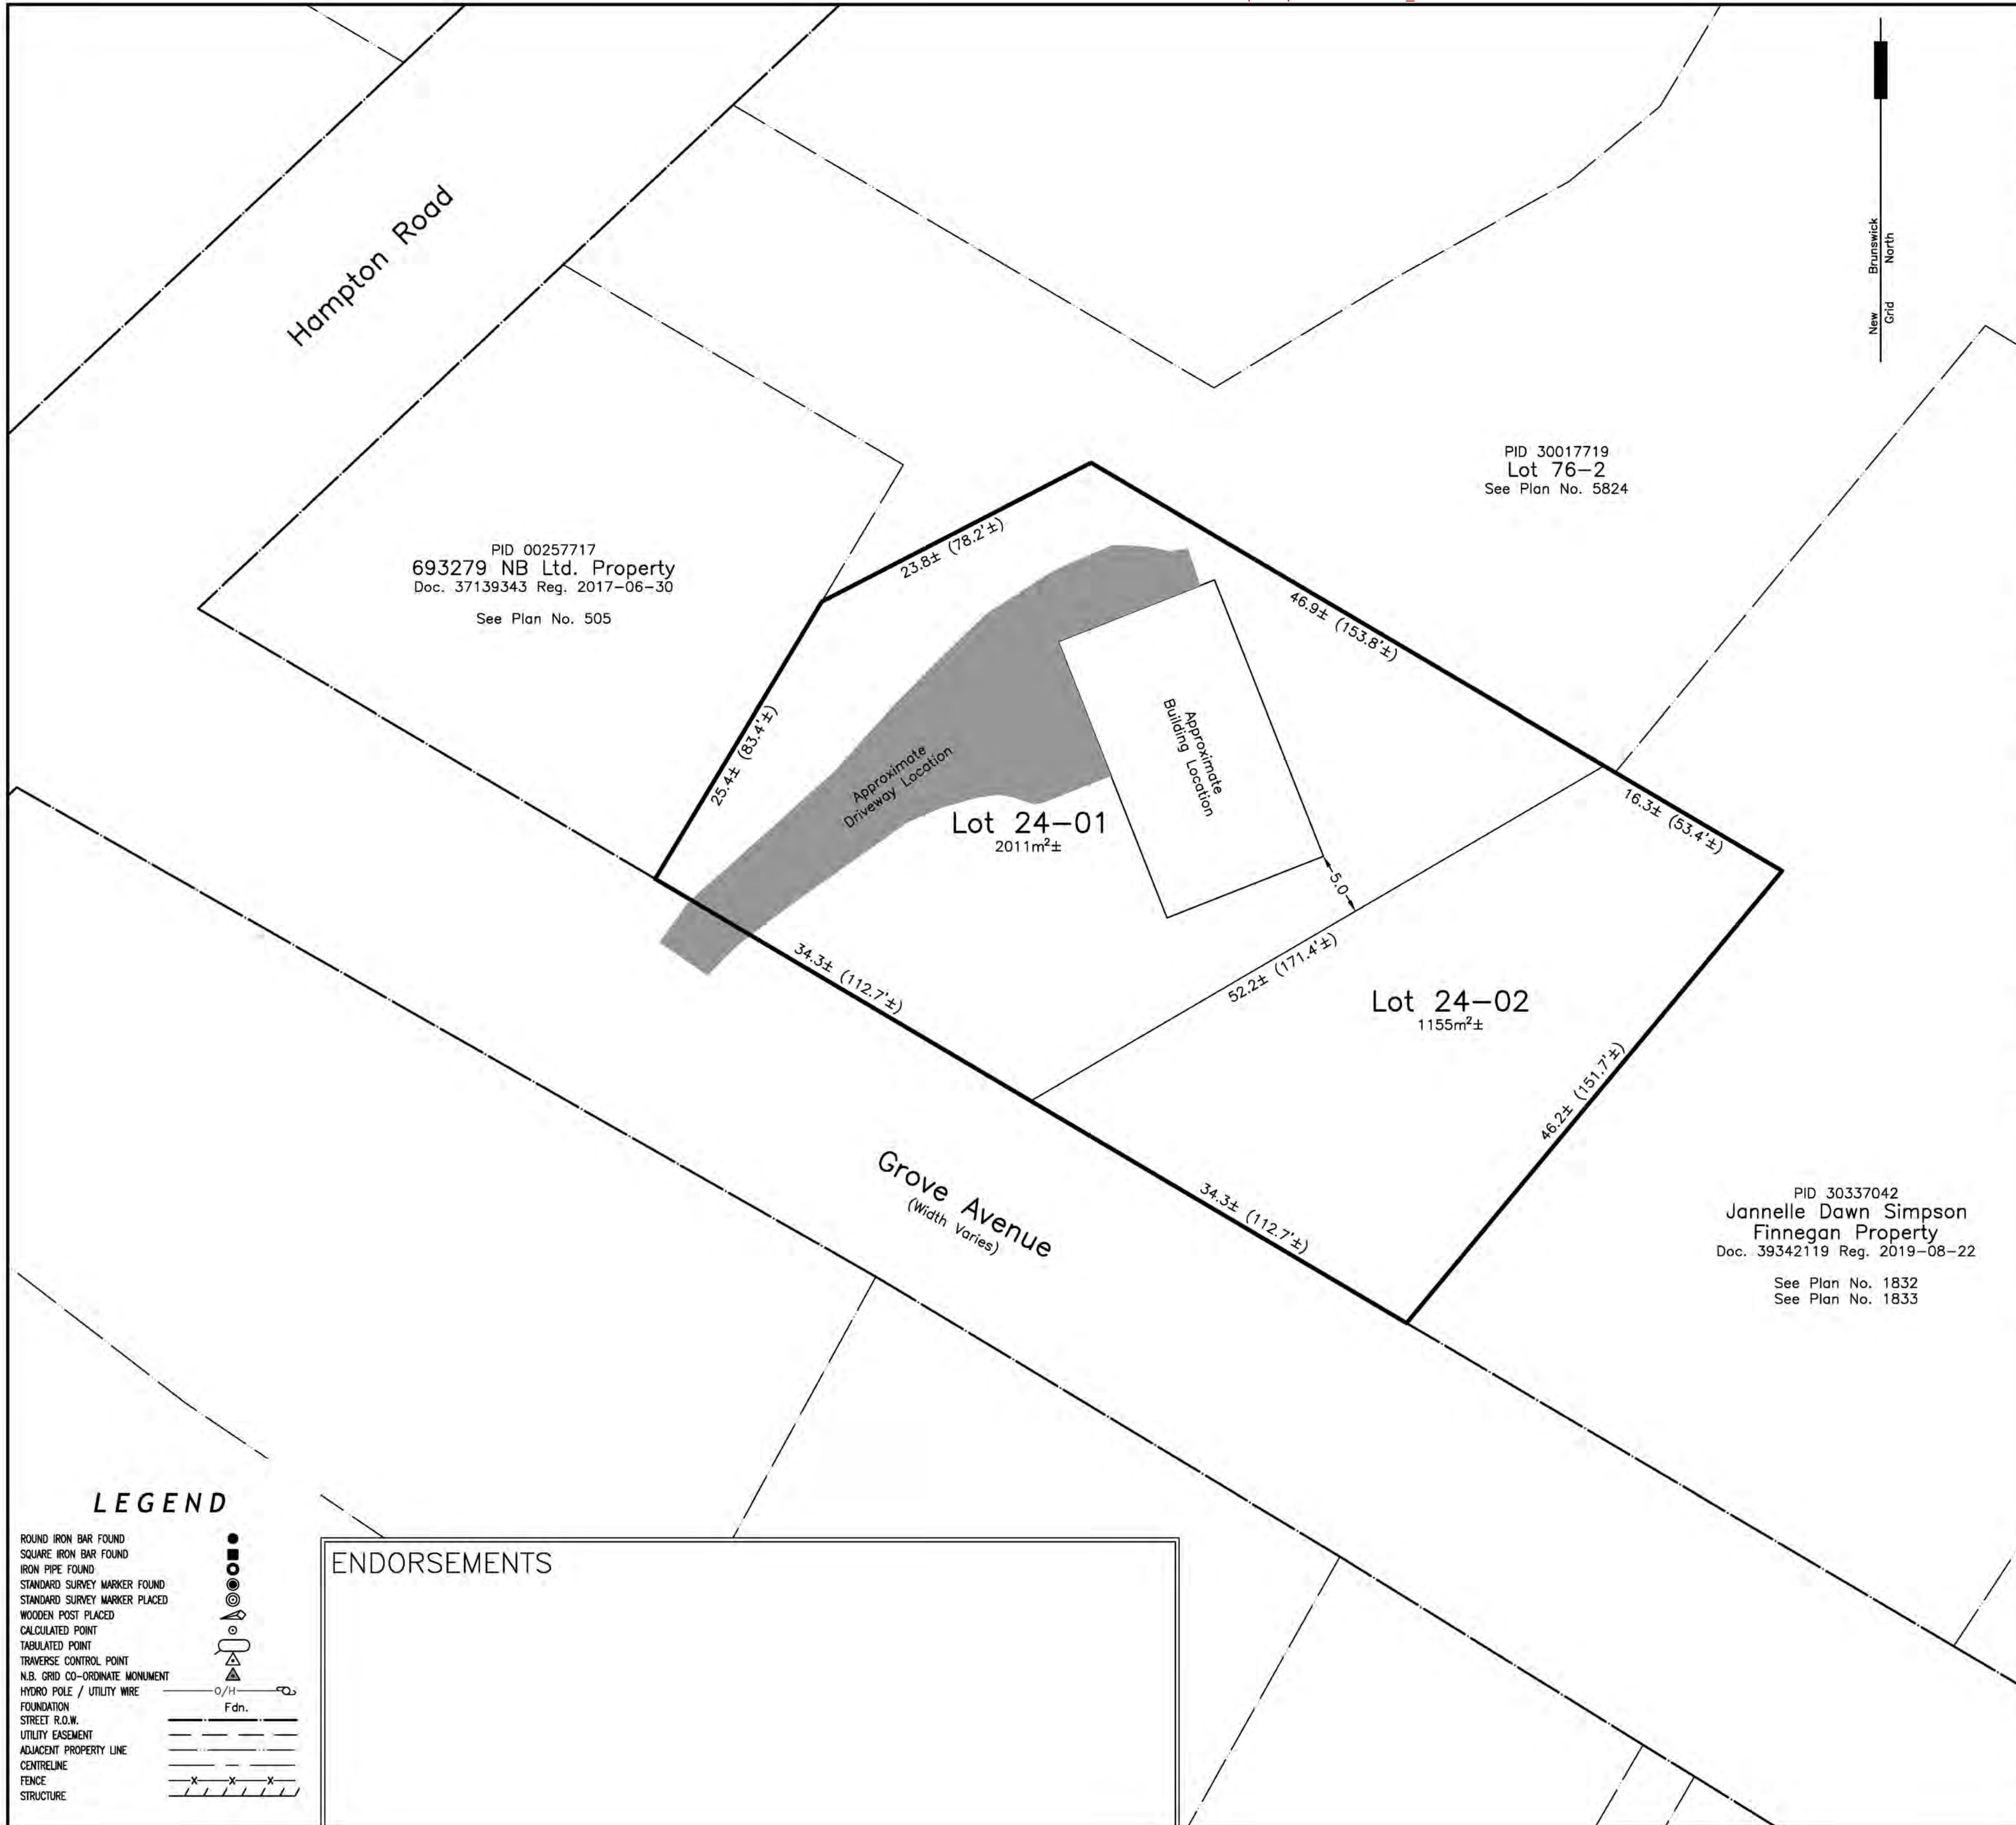 Hampton Road
New Brunswick
Grid North
PID 30017719
Lot 76-2
See Plan No. 5824
PID 00257717
693279 NB Ltd. Property
Doc. 37139343 Reg. 2017-06-30
See Plan No. 505
23.8± (78.2'±)
46.9± (153.8'±)
25.4± (83.4'±)
Approximate
Driveway Location
Approximate
Building Location
Lot 24-01
2011m²±
16.3± (53.4'±)
5.0
34.3± (112.7'±)
52.2± (171.4'±)
Lot 24-02
1155m²±
46.2± (151.7'±)
Grove Avenue
(Width Varies)
34.3± (112.7'±)
PID 30337042
Jannelle Dawn Simpson
Finnegan Property
Doc. 39342119 Reg. 2019-08-22
See Plan No. 1832
See Plan No. 1833
LEGEND
ROUND IRON BAR FOUND
SQUARE IRON BAR FOUND
IRON PIPE FOUND
STANDARD SURVEY MARKER FOUND
STANDARD SURVEY MARKER PLACED
WOODEN POST PLACED
CALCULATED POINT
TABULATED POINT
TRAVERSE CONTROL POINT
N.B. GRID CO-ORDINATE MONUMENT
HYDRO POLE / UTILITY WIRE O/H
FOUNDATION Fdn.
STREET R.O.W.
UTILITY EASEMENT
ADJACENT PROPERTY LINE
CENTRELINE
FENCE X X X
STRUCTURE
ENDORSEMENTS